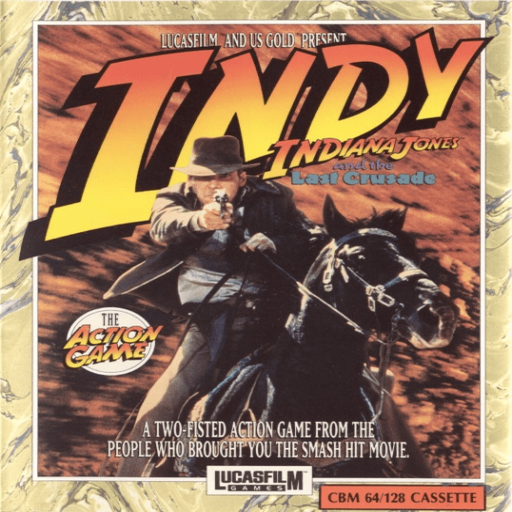 LUCASFILM AND US GOLD PRESENT
INDY
INDIANA JONES
and the
Last Crusade
THE
ACTION
GAME
A TWO-FISTED ACTION GAME FROM THE
PEOPLE WHO BROUGHT YOU THE SMASH HIT MOVIE.
LUCASFILM
GAMES
CBM 64/128 CASSETTE